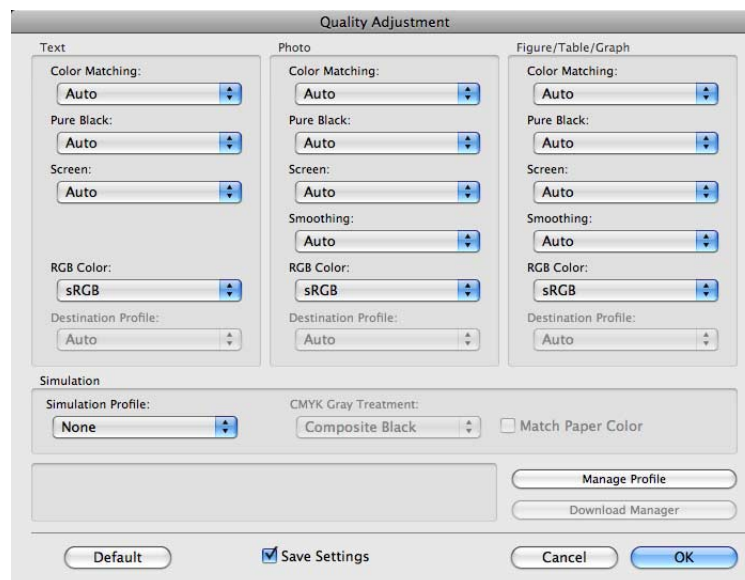 Quality Adjustment
Text
Color Matching:
Auto
Pure Black:
Auto
Screen:
Auto
RGB Color:
sRGB
Destination Profile:
Auto
Photo
Color Matching:
Auto
Pure Black:
Auto
Screen:
Auto
Smoothing:
Auto
RGB Color:
sRGB
Destination Profile:
Auto
Figure/Table/Graph
Color Matching:
Auto
Pure Black:
Auto
Screen:
Auto
Smoothing:
Auto
RGB Color:
sRGB
Destination Profile:
Auto
Simulation
Simulation Profile:
None
CMYK Gray Treatment:
Composite Black
Match Paper Color
Manage Profile
Download Manager
Default
Save Settings
Cancel
OK